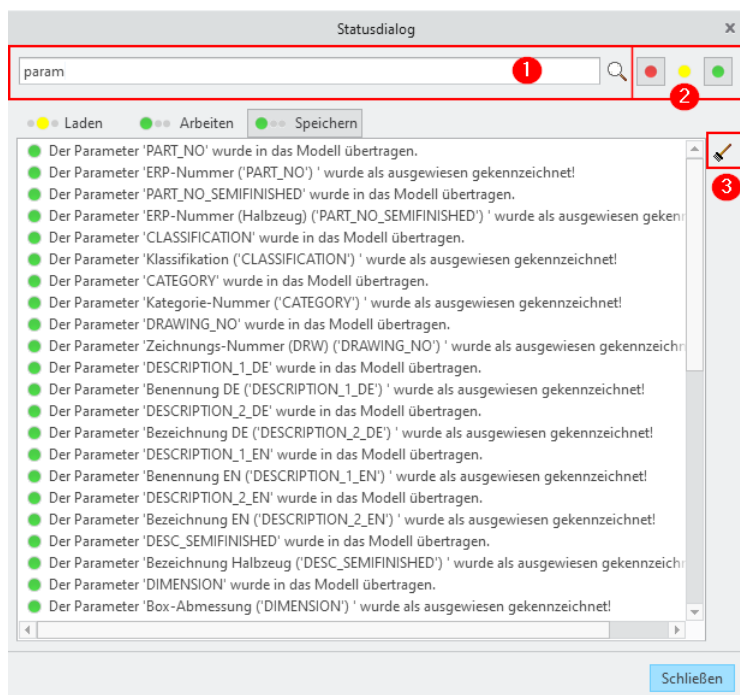 Statusdialog
x
param
1
2
Laden Arbeiten Speichern
Der Parameter 'PART_NO' wurde in das Modell übertragen.
Der Parameter 'ERP-Nummer ('PART_NO') ' wurde als ausgewiesen gekennzeichnet!
Der Parameter 'PART_NO_SEMIFINISHED' wurde in das Modell übertragen.
Der Parameter 'ERP-Nummer (Halbzeug) ('PART_NO_SEMIFINISHED') ' wurde als ausgewiesen geken
3
Der Parameter 'CLASSIFICATION' wurde in das Modell übertragen.
Der Parameter 'Klassifikation ('CLASSIFICATION') ' wurde als ausgewiesen gekennzeichnet!
Der Parameter 'CATEGORY' wurde in das Modell übertragen.
Der Parameter 'Kategorie-Nummer ('CATEGORY') ' wurde als ausgewiesen gekennzeichnet!
Der Parameter 'DRAWING_NO' wurde in das Modell übertragen.
Der Parameter 'Zeichnungs-Nummer (DRW) ('DRAWING_NO') ' wurde als ausgewiesen gekennzeichn
Der Parameter 'DESCRIPTION_1_DE' wurde in das Modell übertragen.
Der Parameter 'Benennung DE ('DESCRIPTION_1_DE') ' wurde als ausgewiesen gekennzeichnet!
Der Parameter 'DESCRIPTION_2_DE' wurde in das Modell übertragen.
Der Parameter 'Bezeichnung DE ('DESCRIPTION_2_DE') ' wurde als ausgewiesen gekennzeichnet!
Der Parameter 'DESCRIPTION_1_EN' wurde in das Modell übertragen.
Der Parameter 'Benennung EN ('DESCRIPTION_1_EN') ' wurde als ausgewiesen gekennzeichnet!
Der Parameter 'DESCRIPTION_2_EN' wurde in das Modell übertragen.
Der Parameter 'Bezeichnung EN ('DESCRIPTION_2_EN') ' wurde als ausgewiesen gekennzeichnet!
Der Parameter 'DESC_SEMIFINISHED' wurde in das Modell übertragen.
Der Parameter 'Bezeichnung Halbzeug ('DESC_SEMIFINISHED') ' wurde als ausgewiesen gekennzeich
Der Parameter 'DIMENSION' wurde in das Modell übertragen.
Der Parameter 'Box-Abmessung ('DIMENSION') ' wurde als ausgewiesen gekennzeichnet!
Schließen